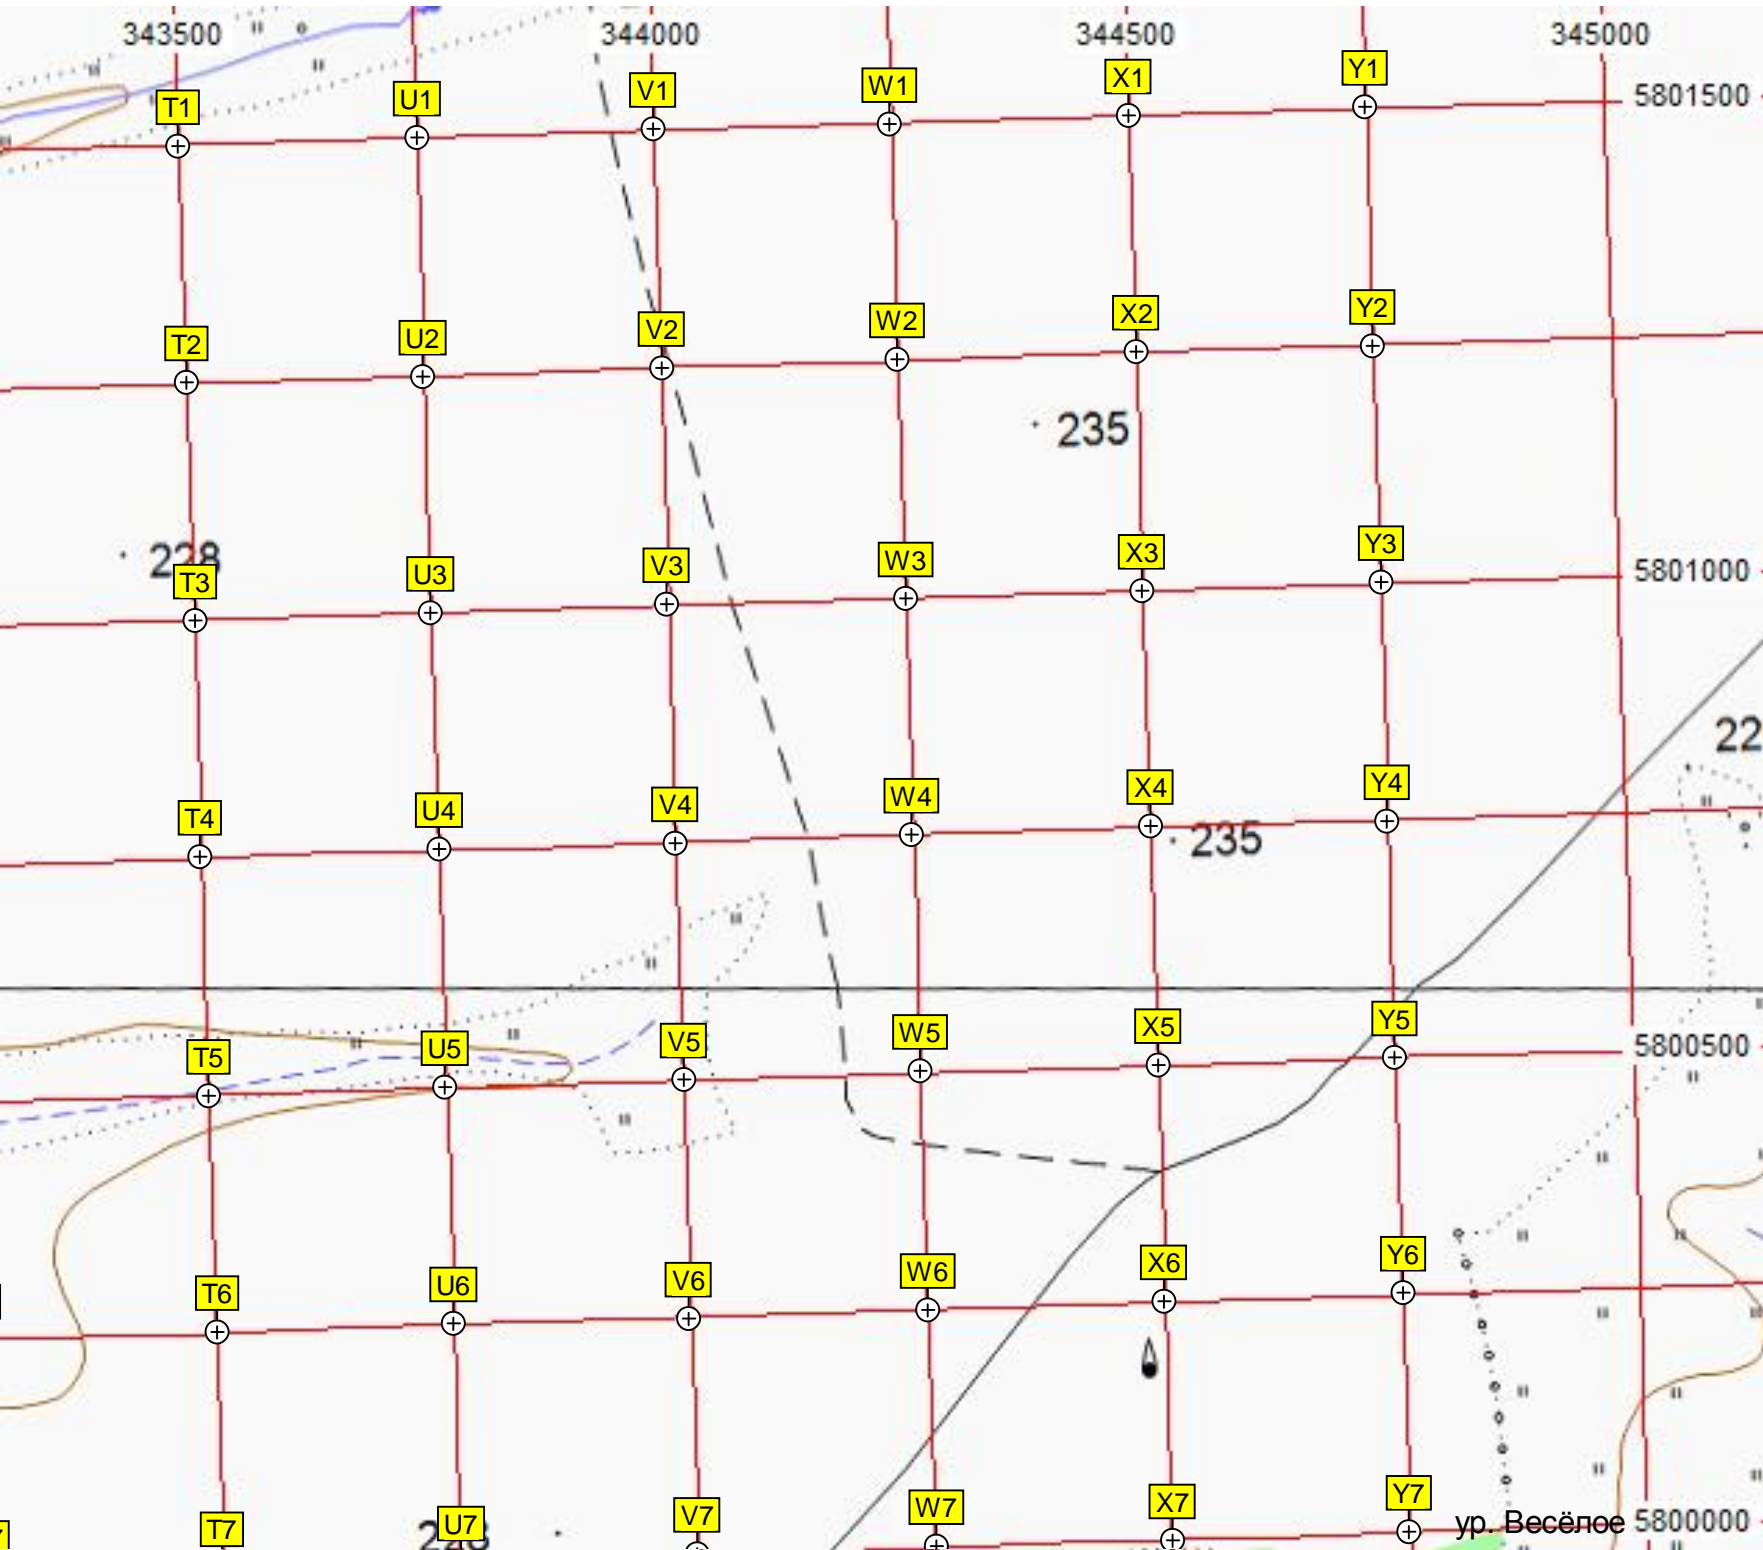 343500 344000 344500 345000
T1 U1 V1 W1 X1 Y1 5801500
T2 U2 V2 W2 X2 Y2
235
228
T3 U3 V3 W3 X3 Y3 5801000
22
T4 U4 V4 W4 X4 Y4
235
T5 U5 V5 W5 X5 Y5 5800500
T6 U6 V6 W6 X6 Y6
T7 U7 V7 W7 X7 Y7
ур. Весёлое 5800000